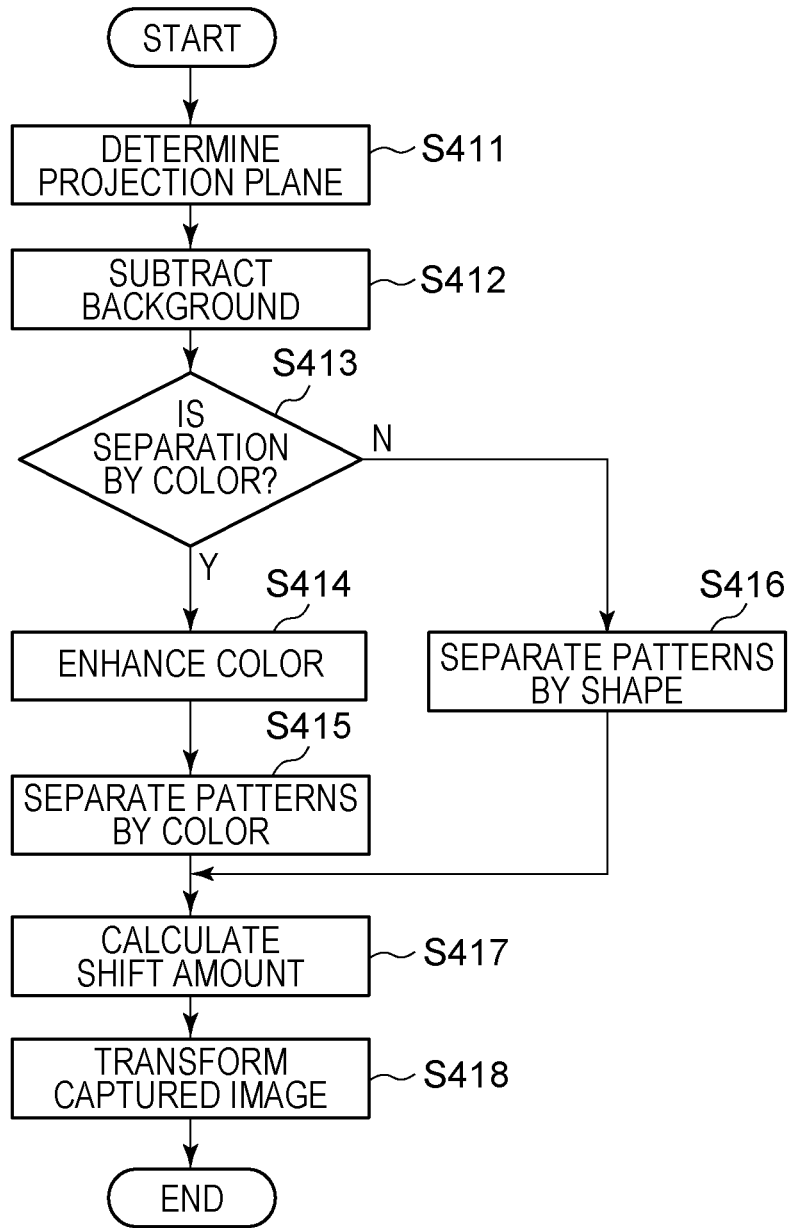 START
DETERMINE
PROJECTION PLANE
S411
SUBTRACT
BACKGROUND
S412
S413
IS
SEPARATION
BY COLOR?
N
Y
S414
ENHANCE COLOR
S416
SEPARATE PATTERNS
BY SHAPE
S415
SEPARATE PATTERNS
BY COLOR
CALCULATE
SHIFT AMOUNT
S417
TRANSFORM
CAPTURED IMAGE
S418
END